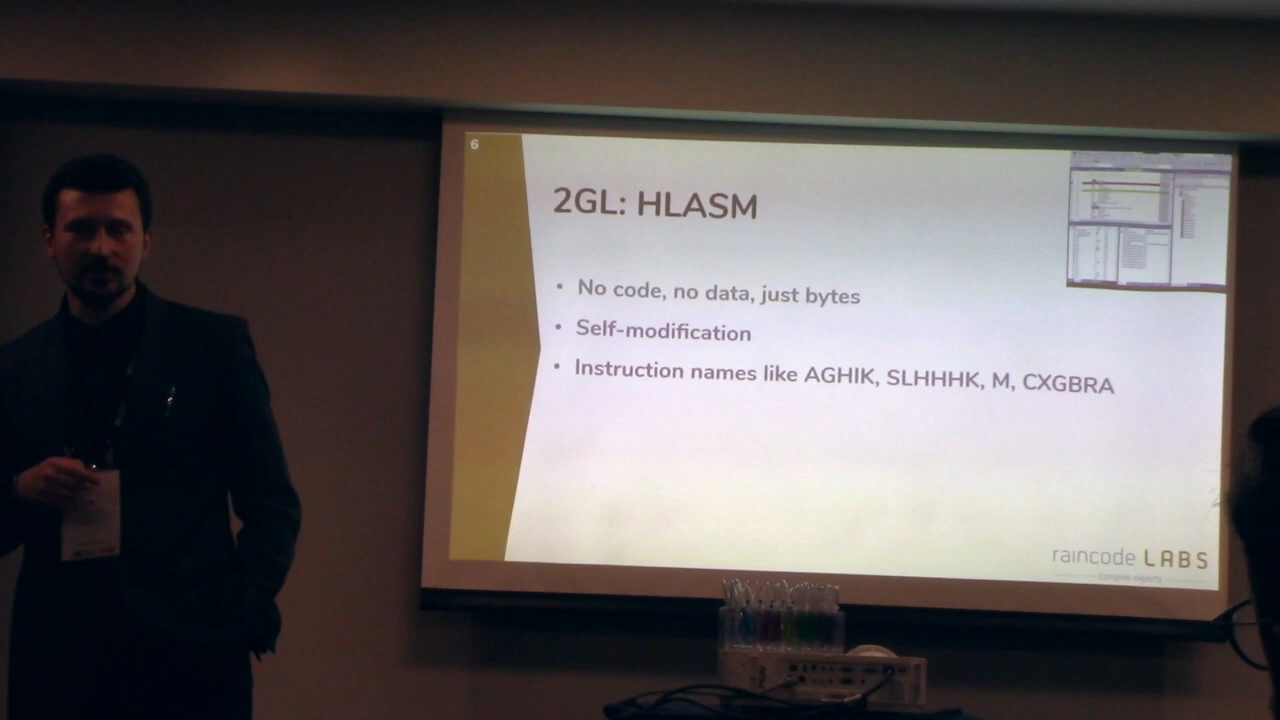 6
2GL: HLASM
• No code, no data, just bytes
• Self-modification
• Instruction names like AGHIK, SLHHHK, M, CXGBRA
raincode LABS
compiler experts